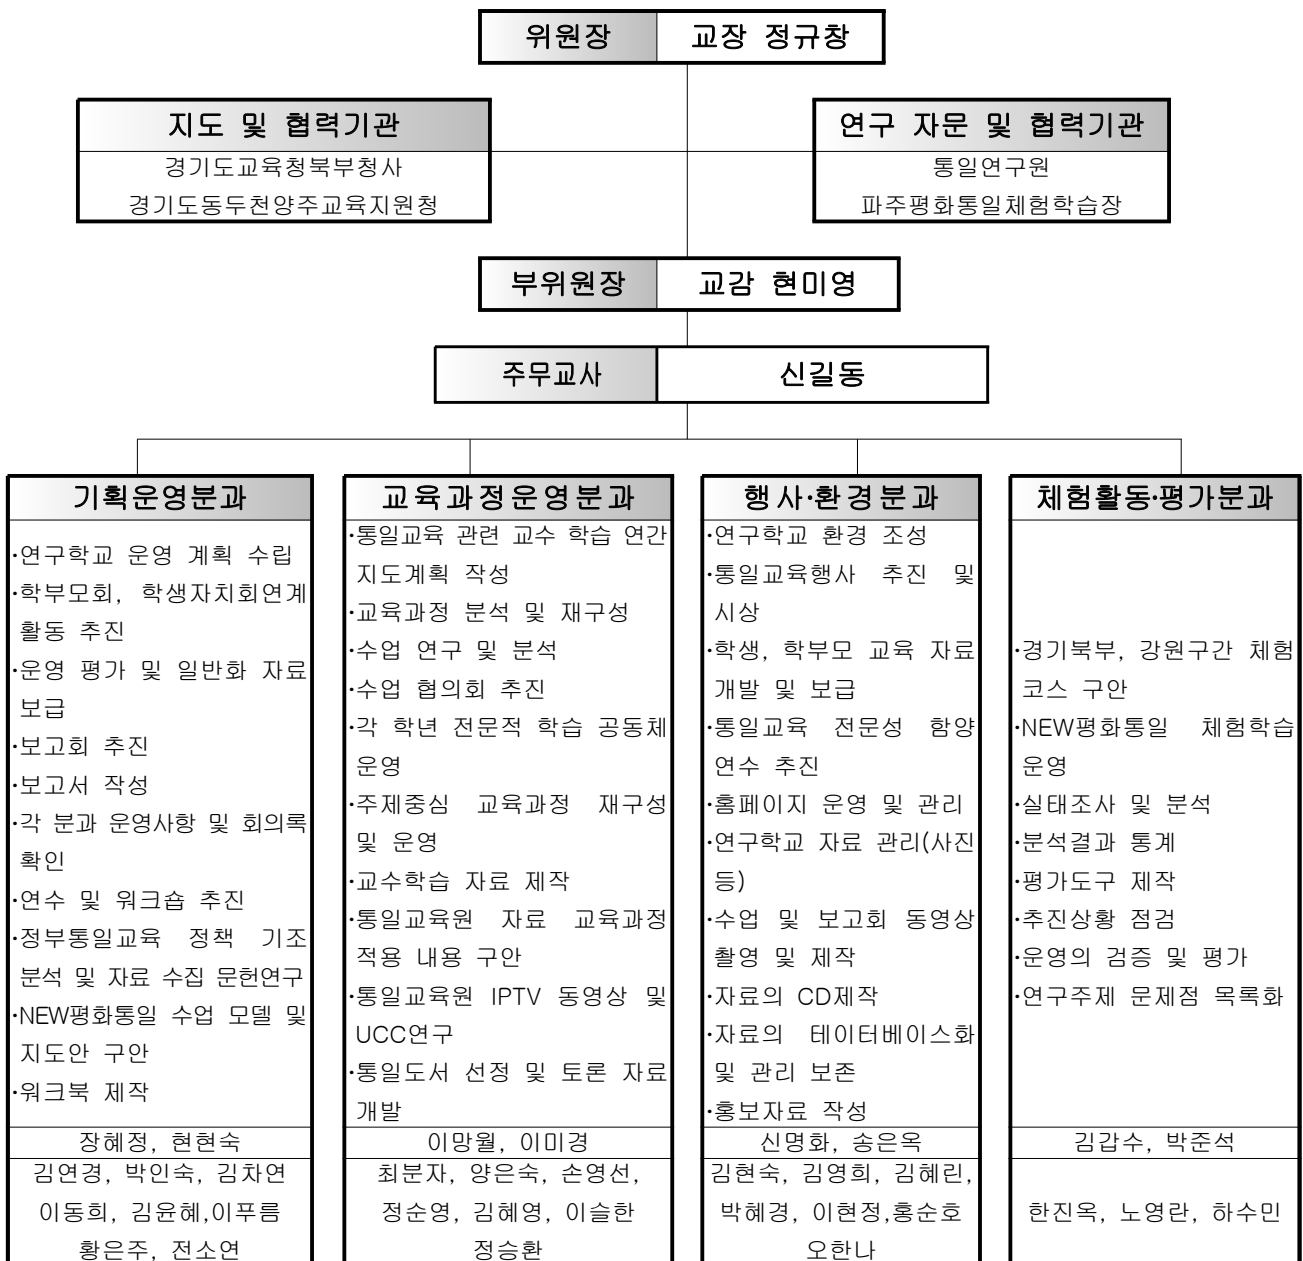 위원장 교장 정규창
지도 및 협력기관
경기도교육청북부청사
경기도동두천양주교육지원청
연구 자문 및 협력기관
통일연구원
파주평화통일체험학습장
부위원장 교감 현미영
주무교사 신길동
기획운영분과
·연구학교 운영 계획 수립
·학부모회, 학생자치회연계
활동 추진
·운영 평가 및 일반화 자료
보급
·보고회 추진
·보고서 작성
·각 분과 운영사항 및 회의록
확인
·연수 및 워크숍 추진
·정부통일교육 정책 기조
분석 및 자료 수집 문헌연구
·NEW평화통일 수업 모델 및
지도안 구안
·워크북 제작
장혜정, 현현숙
김연경, 박인숙, 김차연
이동희, 김윤혜,이푸름
황은주, 전소연
교육과정운영분과
·통일교육 관련 교수 학습 연간
지도계획 작성
·교육과정 분석 및 재구성
·수업 연구 및 분석
·수업 협의회 추진
·각 학년 전문적 학습 공동체
운영
·주제중심 교육과정 재구성
및 운영
·교수학습 자료 제작
·통일교육원 자료 교육과정
적용 내용 구안
·통일교육원 IPTV 동영상 및
UCC연구
·통일도서 선정 및 토론 자료
개발
이망월, 이미경
최분자, 양은숙, 손영선,
정순영, 김혜영, 이슬한
정승환
행사·환경분과
·연구학교 환경 조성
·통일교육행사 추진 및
시상
·학생, 학부모 교육 자료
개발 및 보급
·통일교육 전문성 함양
연수 추진
·홈페이지 운영 및 관리
·연구학교 자료 관리(사진
등)
·수업 및 보고회 동영상
촬영 및 제작
·자료의 CD제작
·자료의 테이터베이스화
및 관리 보존
·홍보자료 작성
신명화, 송은옥
김현숙, 김영희, 김혜린,
박혜경, 이현정,홍순호
오한나
체험활동·평가분과
·경기북부, 강원구간 체험
코스 구안
·NEW평화통일 체험학습
운영
·실태조사 및 분석
·분석결과 통계
·평가도구 제작
·추진상황 점검
·운영의 검증 및 평가
·연구주제 문제점 목록화
김갑수, 박준석
한진옥, 노영란, 하수민